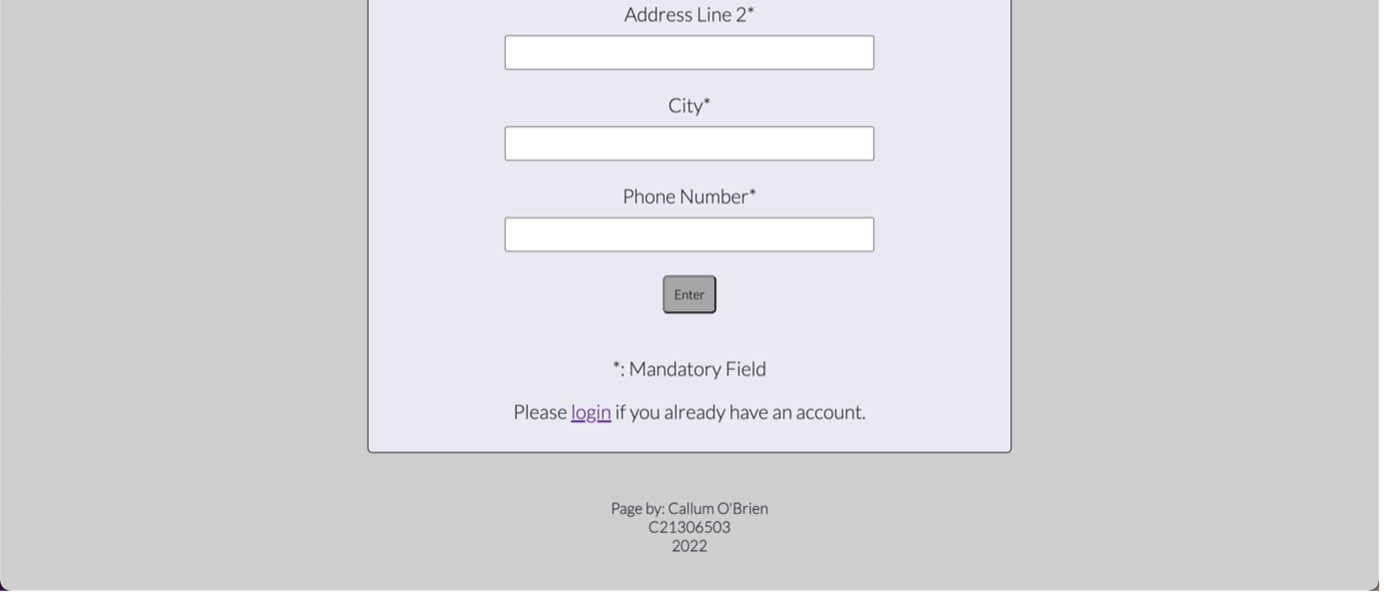 Address Line 2*
City*
Phone Number*
Enter
*: Mandatory Field
Please login if you already have an account.
Page by: Callum O'Brien
C21306503
2022